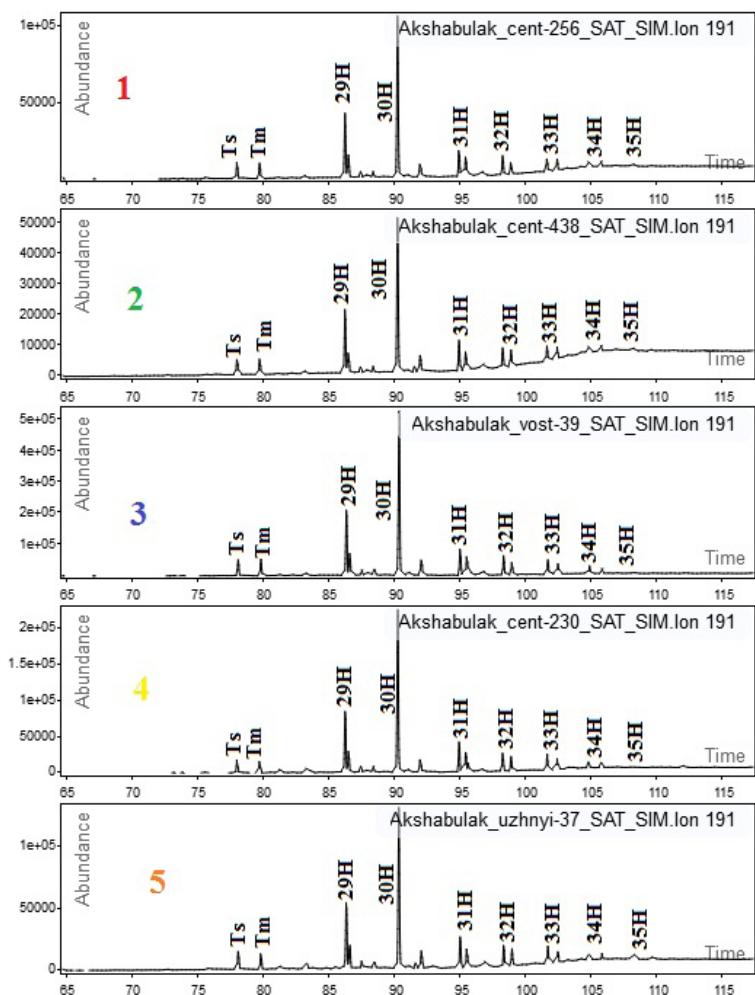 Akshabulak_cent-256_SAT_SIM.Ion 191
1
Abundance
1e+05
50000
Ts
Tm
29H
30H
31H
32H
33H
34H
35H
Time
65 70 75 80 85 90 95 100 105 110 115
Akshabulak_cent-438_SAT_SIM.Ion 191
2
Abundance
50000
40000
30000
20000
10000
0
Ts
Tm
29H
30H
31H
32H
33H
34H
35H
Time
65 70 75 80 85 90 95 100 105 110 115
Akshabulak_vost-39_SAT_SIM.Ion 191
3
Abundance
5e+05
4e+05
3e+05
2e+05
1e+05
Ts
Tm
29H
30H
31H
32H
33H
34H
35H
Time
65 70 75 80 85 90 95 100 105 110 115
Akshabulak_cent-230_SAT_SIM.Ion 191
4
Abundance
2e+05
1.5e+05
1e+05
50000
0
Ts
Tm
29H
30H
31H
32H
33H
34H
35H
Time
65 70 75 80 85 90 95 100 105 110 115
Akshabulak_uzhnyi-37_SAT_SIM.Ion 191
5
Abundance
1e+05
50000
0
Ts
Tm
29H
30H
31H
32H
33H
34H
35H
Time
65 70 75 80 85 90 95 100 105 110 115